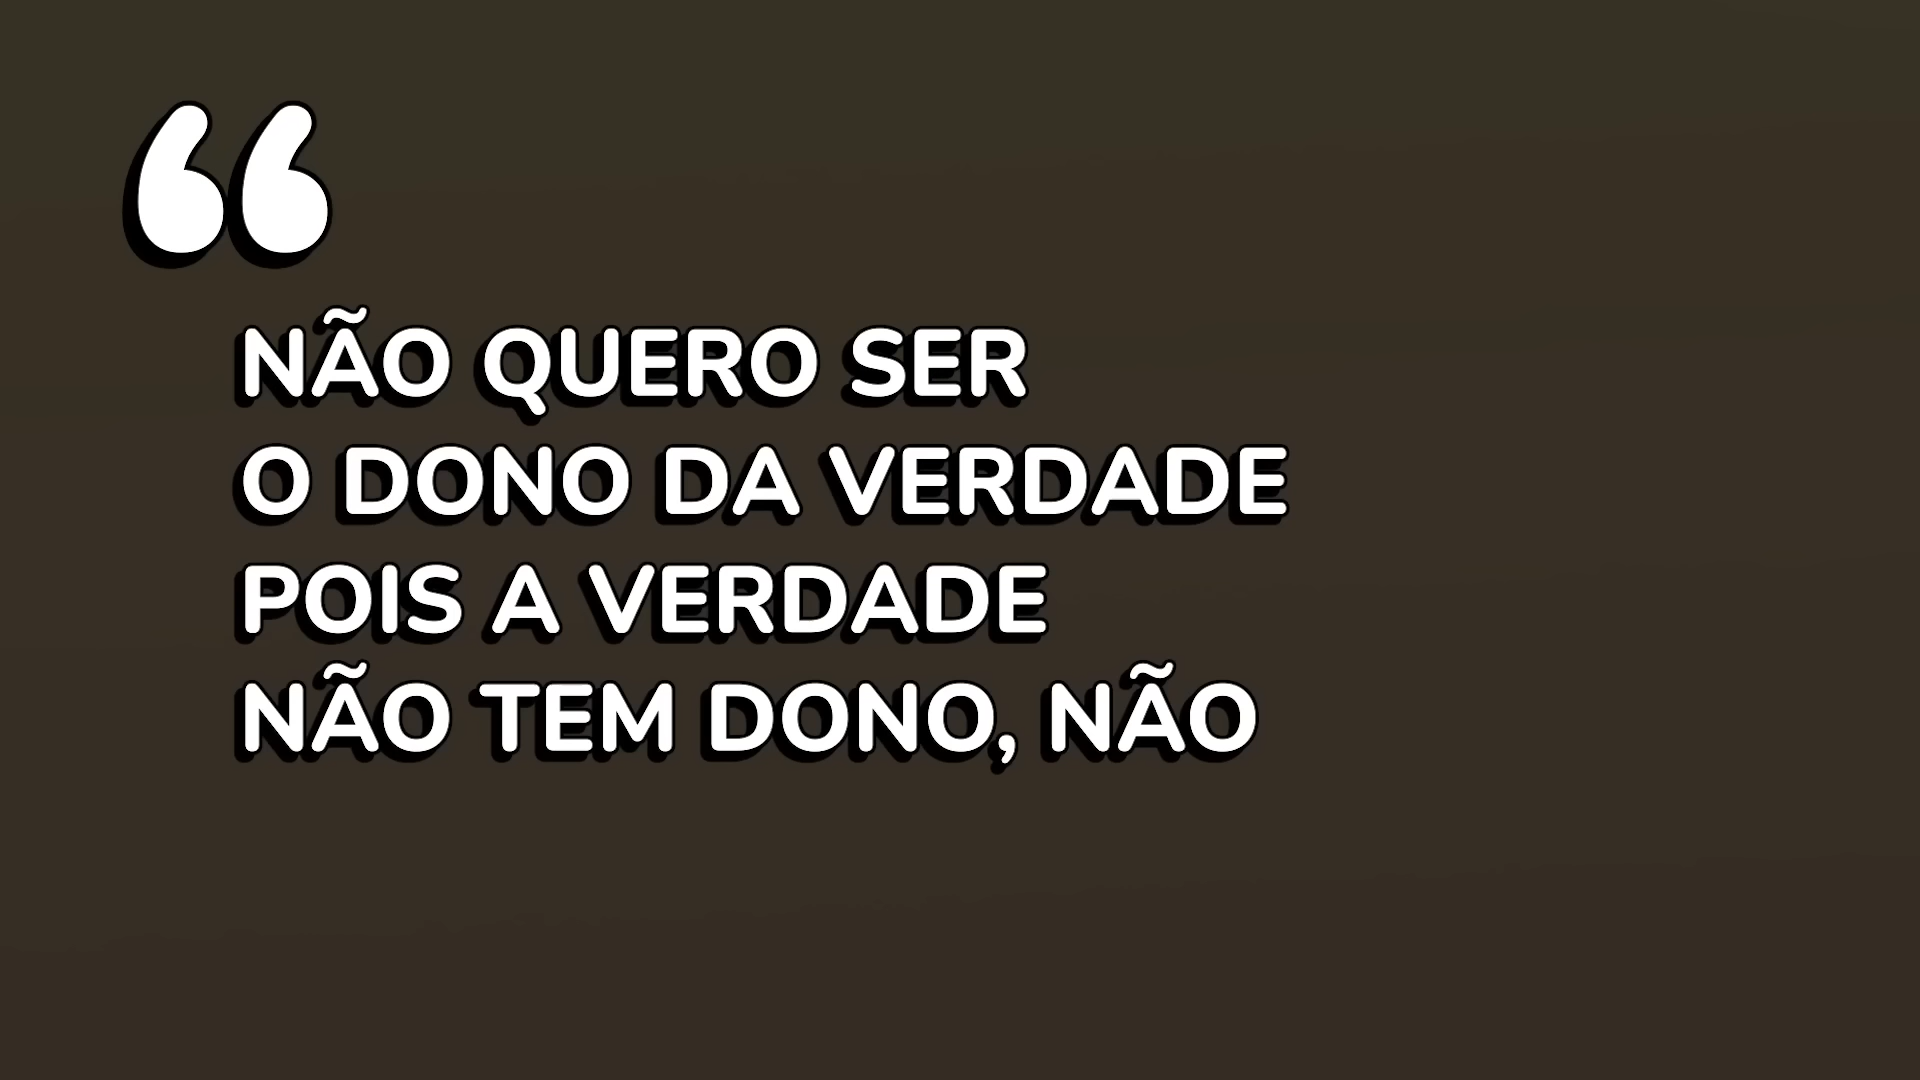 “
NÃO QUERO SER
O DONO DA VERDADE
POIS A VERDADE
NÃO TEM DONO, NÃO